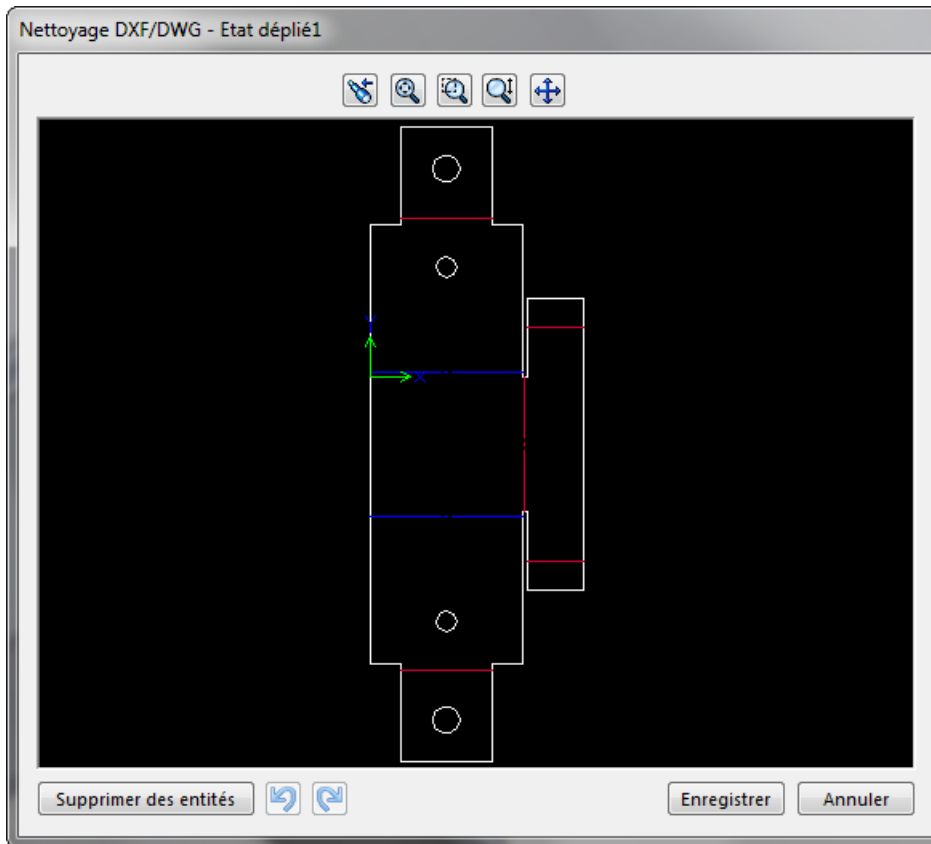 Nettoyage DXF/DWG - Etat déplié1
Y
X
Supprimer des entités
Enregistrer
Annuler